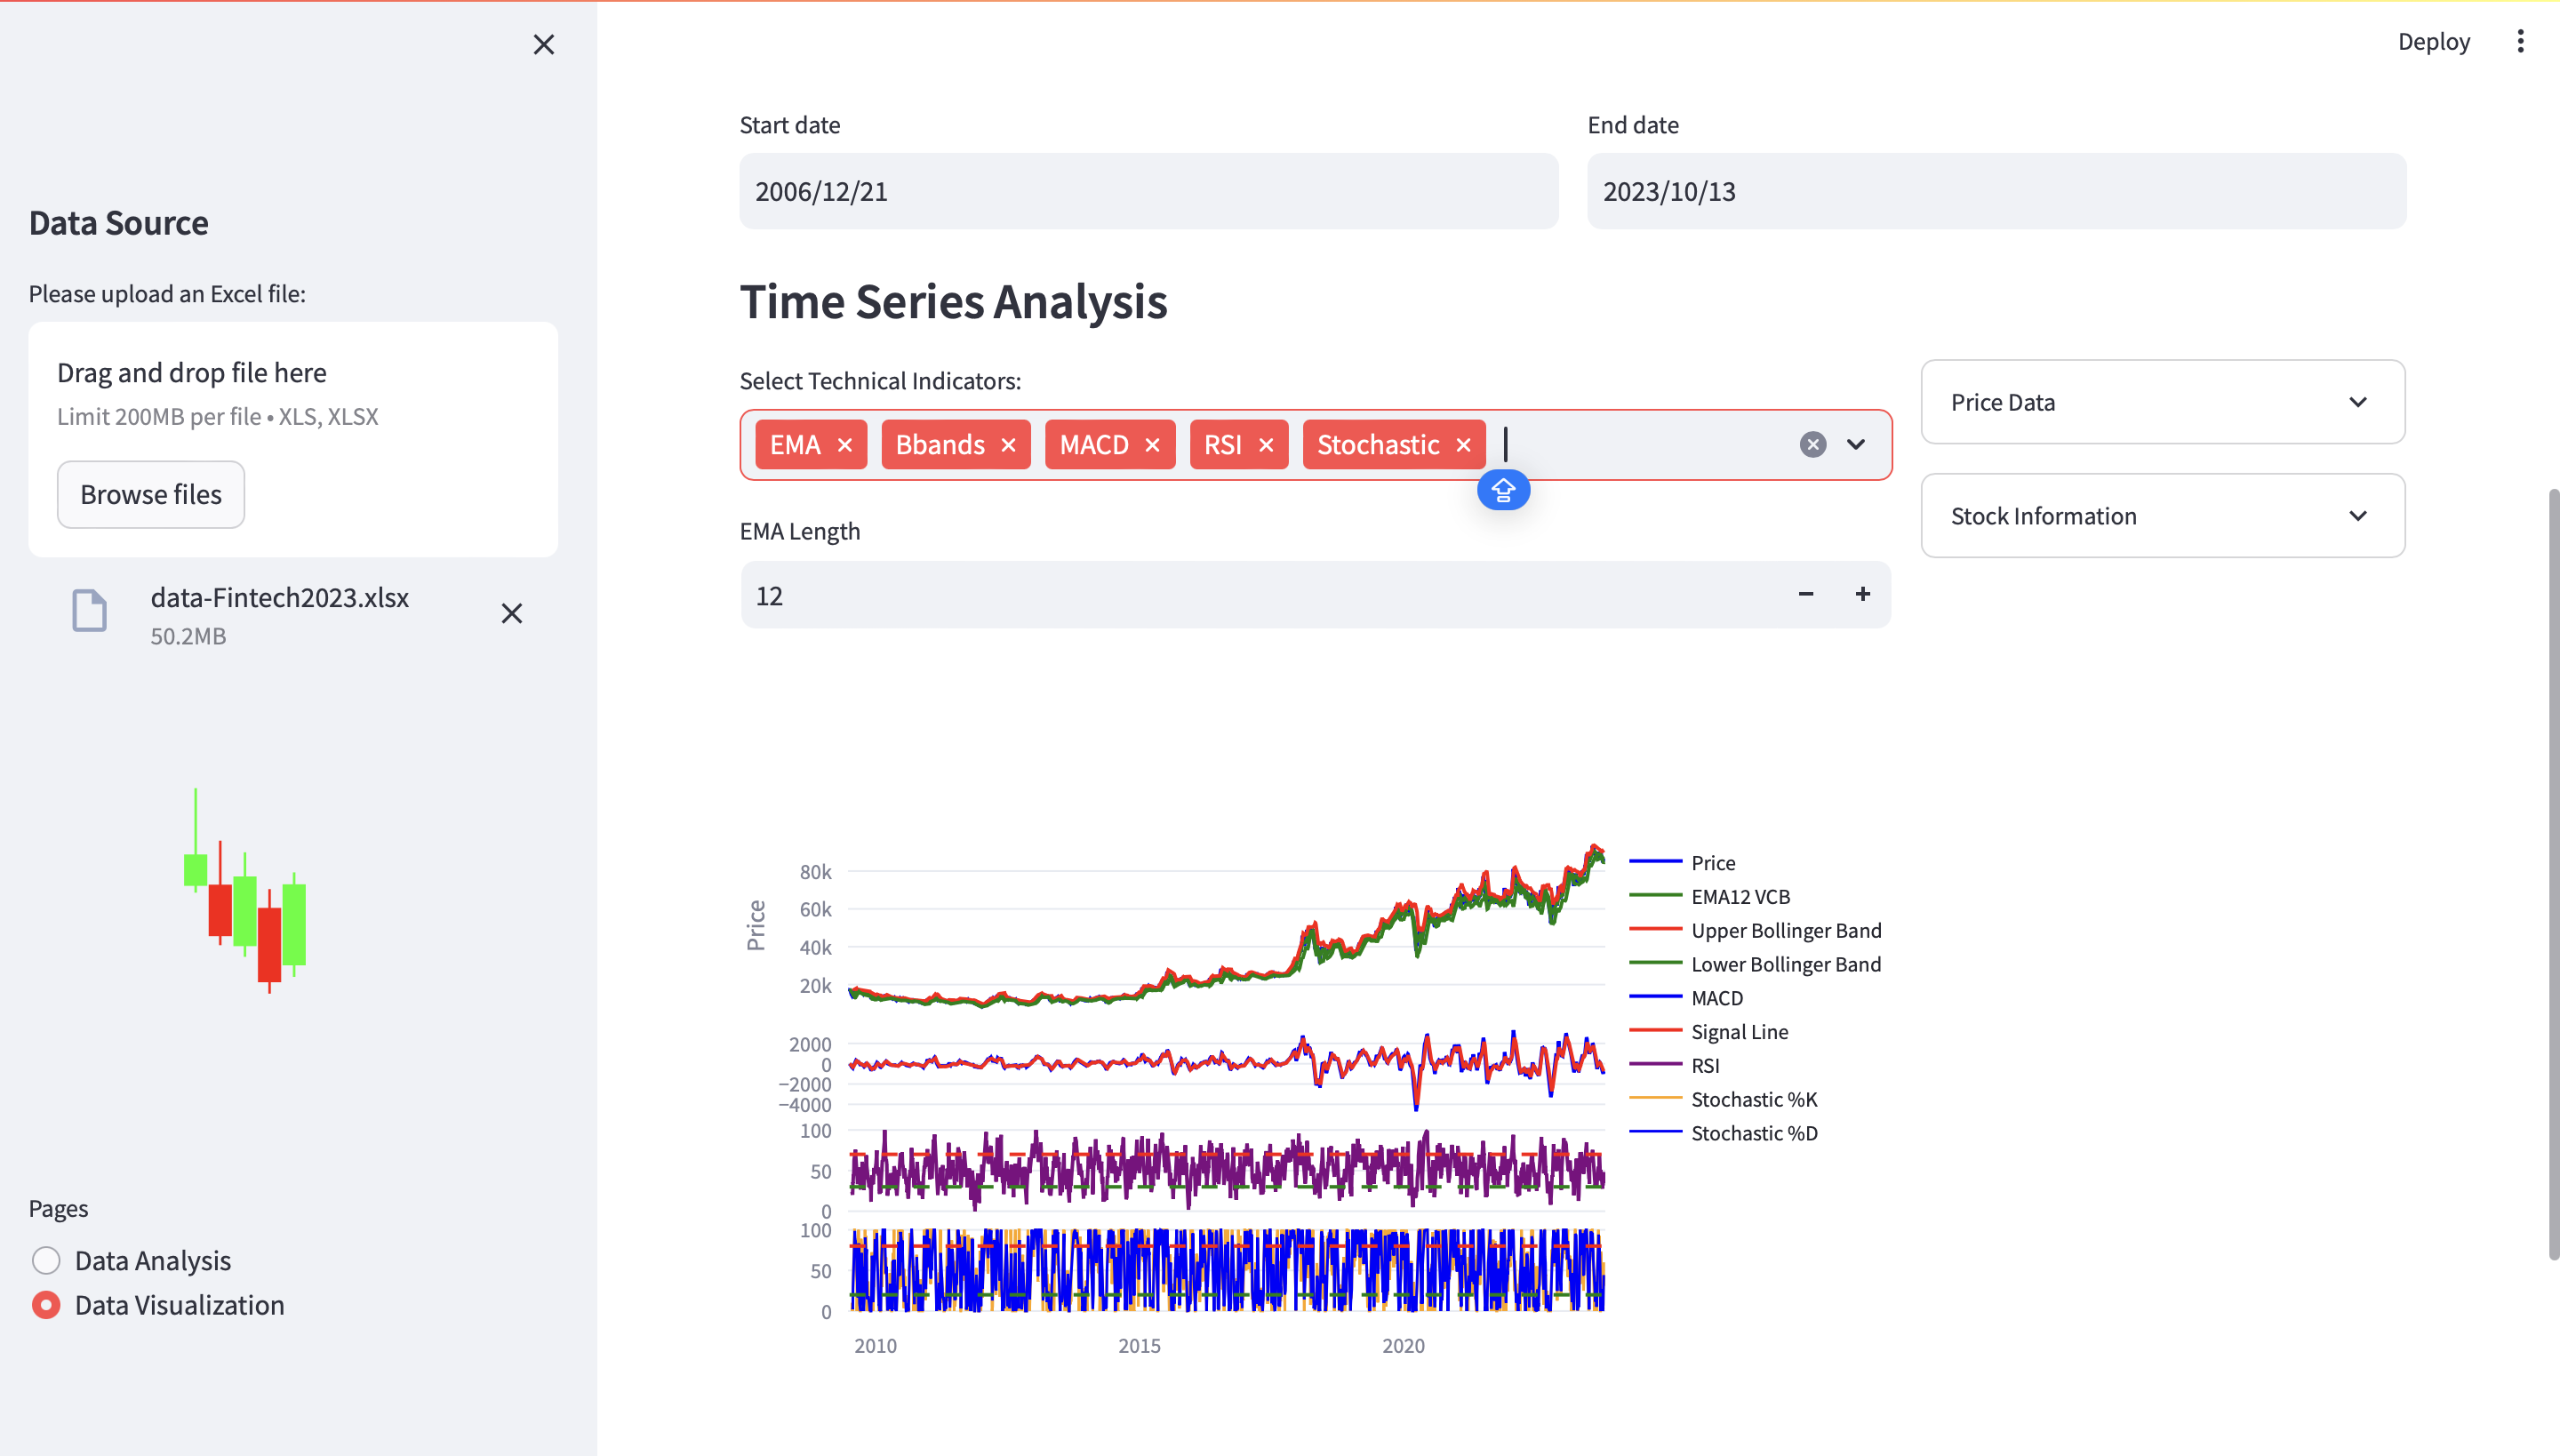 Deploy
Data Source
Please upload an Excel file:
Drag and drop file here
Limit 200MB per file • XLS, XLSX
Browse files
data-Fintech2023.xlsx
50.2MB
Pages
Data Analysis
Data Visualization
Start date
End date
2006/12/21
2023/10/13
Time Series Analysis
Select Technical Indicators:
EMA
Bbands
MACD
RSI
Stochastic
EMA Length
12
Price Data
Stock Information
Price
80k
60k
40k
20k
2000
0
−2000
−4000
100
50
0
100
50
0
2010
2015
2020
Price
EMA12 VCB
Upper Bollinger Band
Lower Bollinger Band
MACD
Signal Line
RSI
Stochastic %K
Stochastic %D